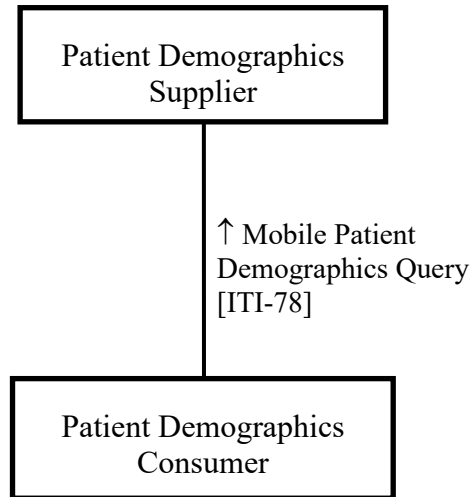 Patient Demographics
Supplier
↑ Mobile Patient
Demographics Query
[ITI-78]
Patient Demographics
Consumer